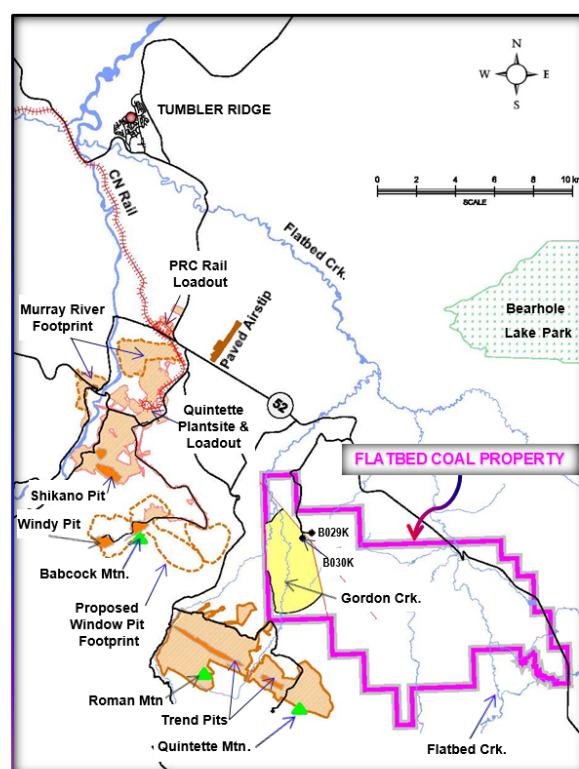 N
W E
S
TUMBLER RIDGE
0 2 4 6 8 10 km
SCALE
CN Rail
Flatbed Crk.
PRC Rail
Loadout
Murray River
Footprint
Paved Airstip
Bearhole
Lake Park
52
Quintette
Plantsite &
Loadout
FLATBED COAL PROPERTY
Shikano Pit
Windy Pit
B029K
B030K
Babcock Mtn.
Gordon Crk.
Proposed
Window Pit
Footprint
Roman Mtn
Trend Pits
Quintette Mtn.
Flatbed Crk.